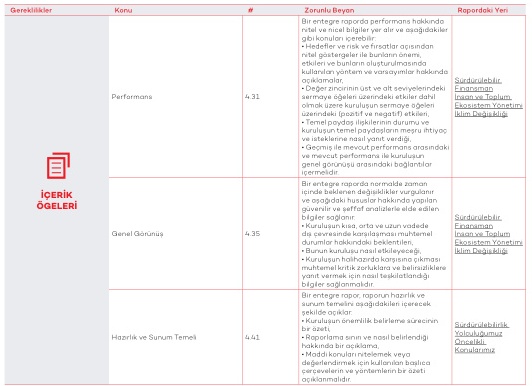 Gereklilikler Konu # Zorunlu Beyan Rapordaki Yeri
İÇERİK
ÖGELERİ
Performans
4.31
Bir entegre raporda performans hakkında
nitel ve nicel bilgiler yer alır ve aşağıdakiler
gibi konuları içerebilir:
• Hedefler ve risk ve fırsatlar açısından
nitel göstergeler ile bunların önemi,
etkileri ve bunların oluşturulmasında
kullanılan yöntem ve varsayımlar hakkında
açıklamalar,
• Değer zincirinin üst ve alt seviyelerindeki
sermaye öğeleri üzerindeki etkiler dahil
olmak üzere kuruluşun sermaye öğeleri
üzerindeki (pozitif ve negatif) etkileri,
• Temel paydaş ilişkilerinin durumu ve
kuruluşun temel paydaşların meşru ihtiyaç
ve isteklerine nasıl yanıt verdiği,
• Geçmiş ile mevcut performans arasındaki
ve mevcut performans ile kuruluşun
genel görünüşü arasındaki bağlantılar
içermelidir.
Sürdürülebilir
Finansman
İnsan ve Toplum
Ekosistem Yönetimi
İklim Değişikliği
Genel Görünüş
4.35
Bir entegre raporda normalde zaman
içinde beklenen değişiklikler vurgulanır
ve aşağıdaki hususlar hakkında yapılan
güvenilir ve şeffaf analizlerle elde edilen
bilgiler sağlanır:
• Kuruluşun kısa, orta ve uzun vadede
dış çevresinde karşılaşması muhtemel
durumlar hakkındaki beklentileri,
• Bunun kuruluşu nasıl etkileyeceği,
• Kuruluşun halihazırda karşısına çıkması
muhtemel kritik zorluklara ve belirsizliklere
yanıt vermek için nasıl teşkilatlandığı.
bilgiler sağlanmalıdır.
Sürdürülebilir
Finansman
İnsan ve Toplum
Ekosistem Yönetimi
İklim Değişikliği
Hazırlık ve Sunum Temeli
4.41
Bir entegre rapor, raporun hazırlık ve
sunum temelini aşağıdakileri içerecek
şekilde açıklar:
• Kuruluşun önemlilik belirleme sürecinin
bir özeti,
• Raporlama sınırı ve nasıl belirlendiği
hakkında bir açıklama,
• Maddi konuları nitelemek veya
değerlendirmek için kullanılan başlıca
çerçevelerin ve yöntemlerin bir özeti
açıklanmalıdır.
Sürdürülebilirlik
Yolculuğumuz
Öncelikli
Konularımız